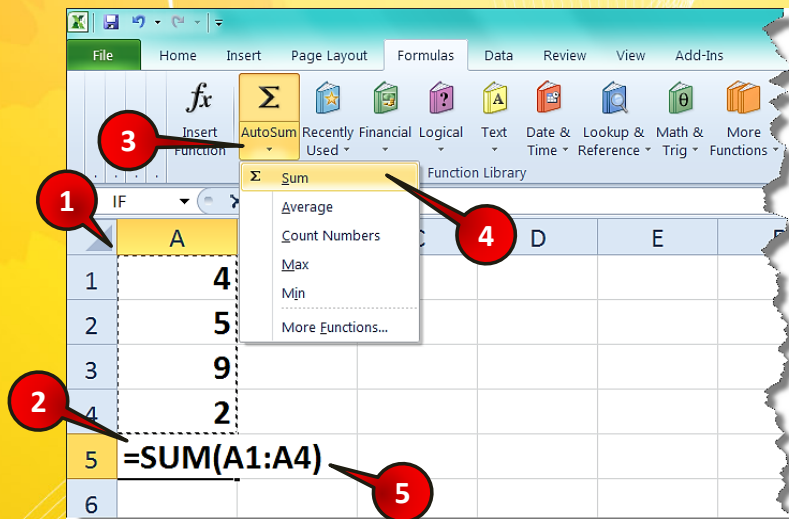 File Home Insert Page Layout Formulas Data Review View Add-Ins
fx Σ ? A θ
Insert AutoSum Recently Financial Logical Text Date & Lookup & Math & More
Function Used Time Reference Trig Functions
3
Function Library
Σ Sum
Average
Count Numbers
Max
Min
More Functions...
4
1
IF
A D E
1 4
2 5
3 9
4 2
2
5 =SUM(A1:A4)
5
6